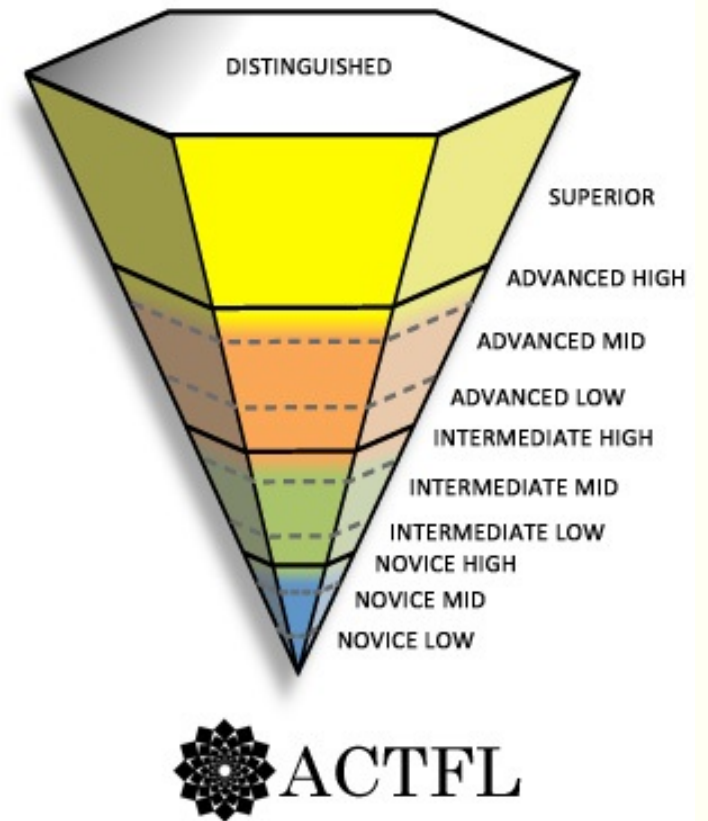 DISTINGUISHED
SUPERIOR
ADVANCED HIGH
ADVANCED MID
ADVANCED LOW
INTERMEDIATE HIGH
INTERMEDIATE MID
INTERMEDIATE LOW
NOVICE HIGH
NOVICE MID
NOVICE LOW
ACTFL